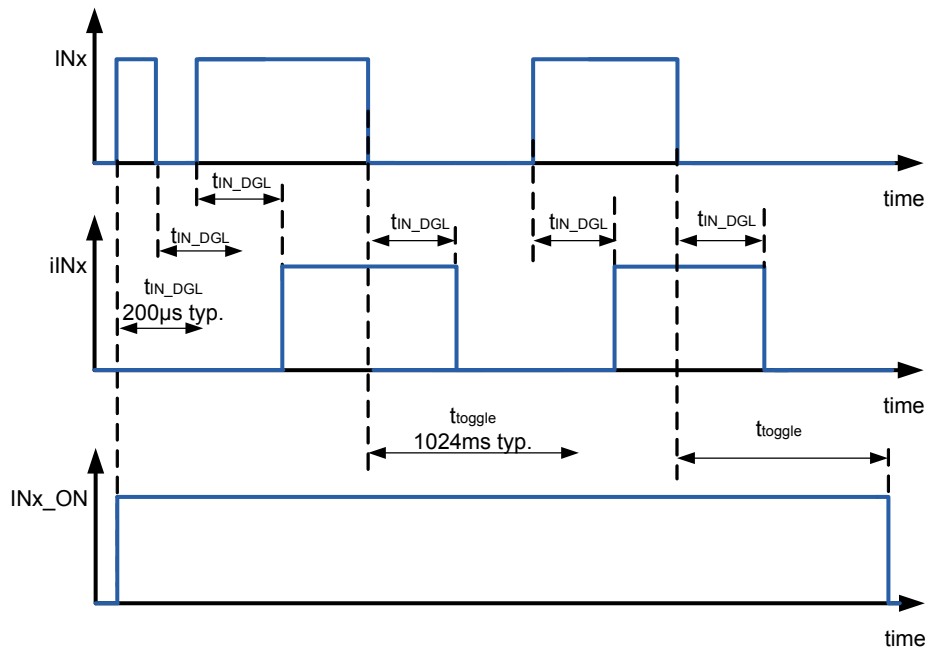 INx
time
tIN_DGL
tIN_DGL
tIN_DGL
tIN_DGL
tIN_DGL
iINx
tIN_DGL
200µs typ.
time
ttoggle
1024ms typ.
ttoggle
INx_ON
time